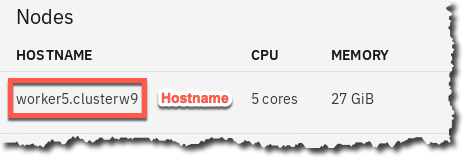 Nodes
HOSTNAME CPU MEMORY
worker5.clusterw9 Hostname 5 cores 27 GiB